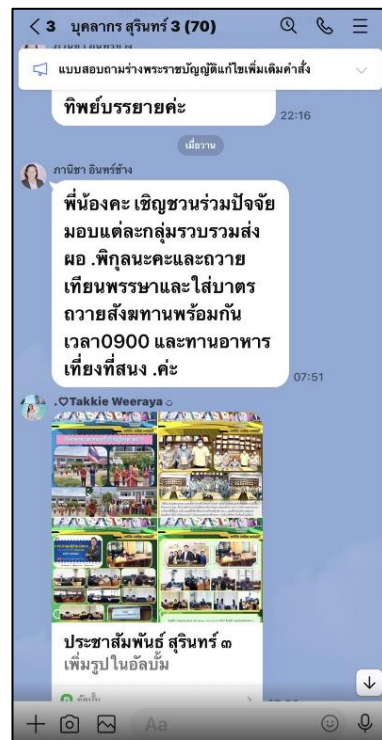 3 บุคลากร สุรินทร์ 3 (70)
แบบสอบถามร่างพระราชบัญญัติแก้ไขเพิ่มเติมคำสั่ง
ทิพย์บรรยายค่ะ
22:16
เมื่อวาน
ภานิชา อินทร์ช้าง
พี่น้องคะ เชิญชวนร่วมปัจจัย
มอบแต่ละกลุ่มรวบรวมส่ง
ผอ .พิกุลนะคะและถวาย
เทียนพรรษาและใส่บาตร
ถวายสังฆทานพร้อมกัน
เวลา0900 และทานอาหาร
เที่ยงที่สนง .ค่ะ
07:51
.♡Takkie Weeraya
ประชาสัมพันธ์ สุรินทร์ ๓
เพิ่มรูปในอัลบั้ม
อัลบั้ม
Aa